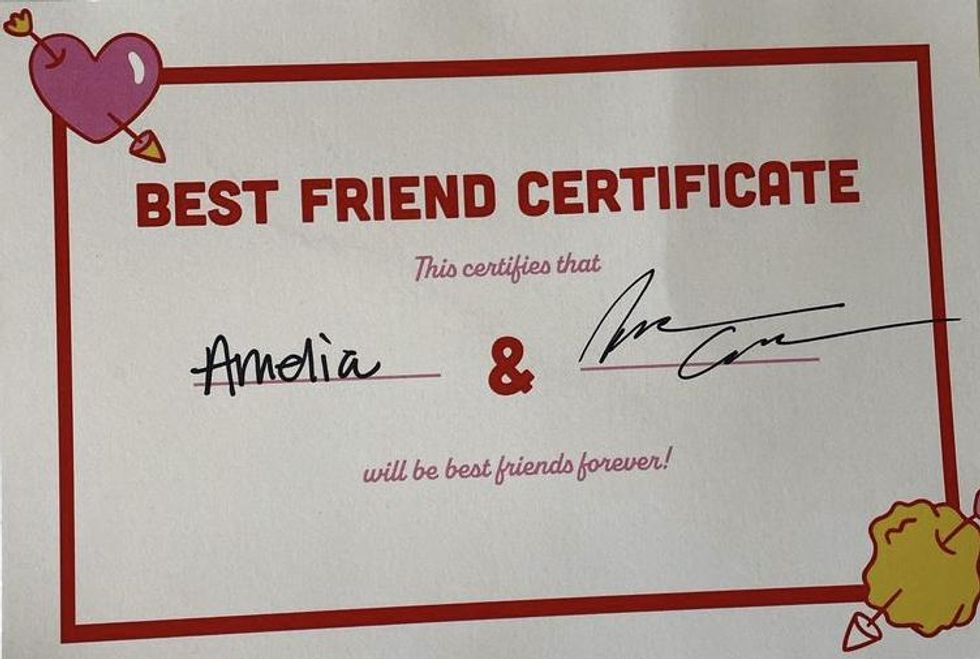 BEST FRIEND CERTIFICATE
This certifies that
Amelia &
will be best friends forever!